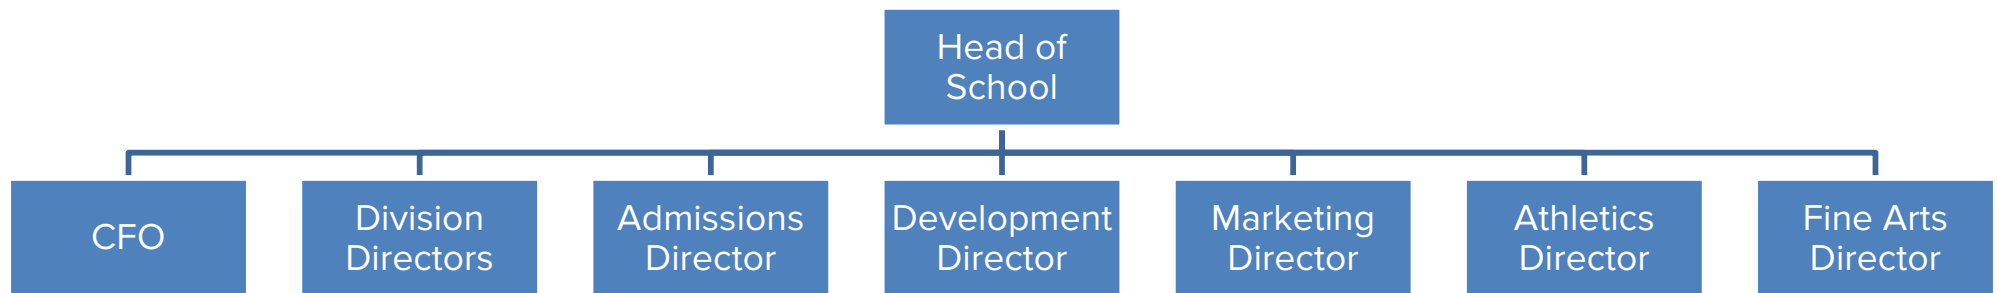 Head of
School
CFO
Division
Directors
Admissions
Director
Development
Director
Marketing
Director
Athletics
Director
Fine Arts
Director